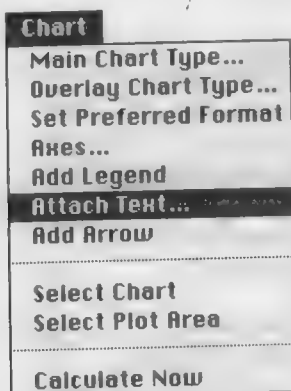 Chart
Main Chart Type...
Overlay Chart Type...
Set Preferred Format
Axes...
Add Legend
Attach Text...
Add Arrow
Select Chart
Select Plot Area
Calculate Now